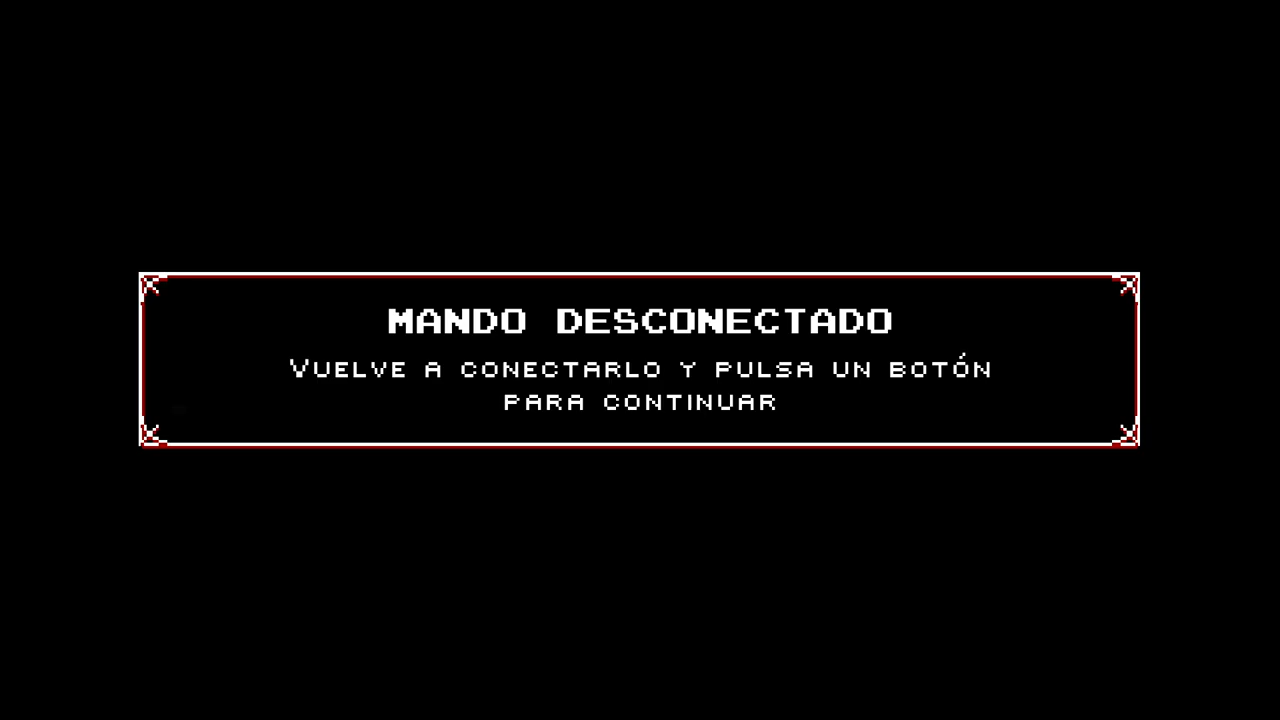 MANDO DESCONECTADO
VUELVE A CONECTARLO Y PULSA UN BOTÓN
PARA CONTINUAR